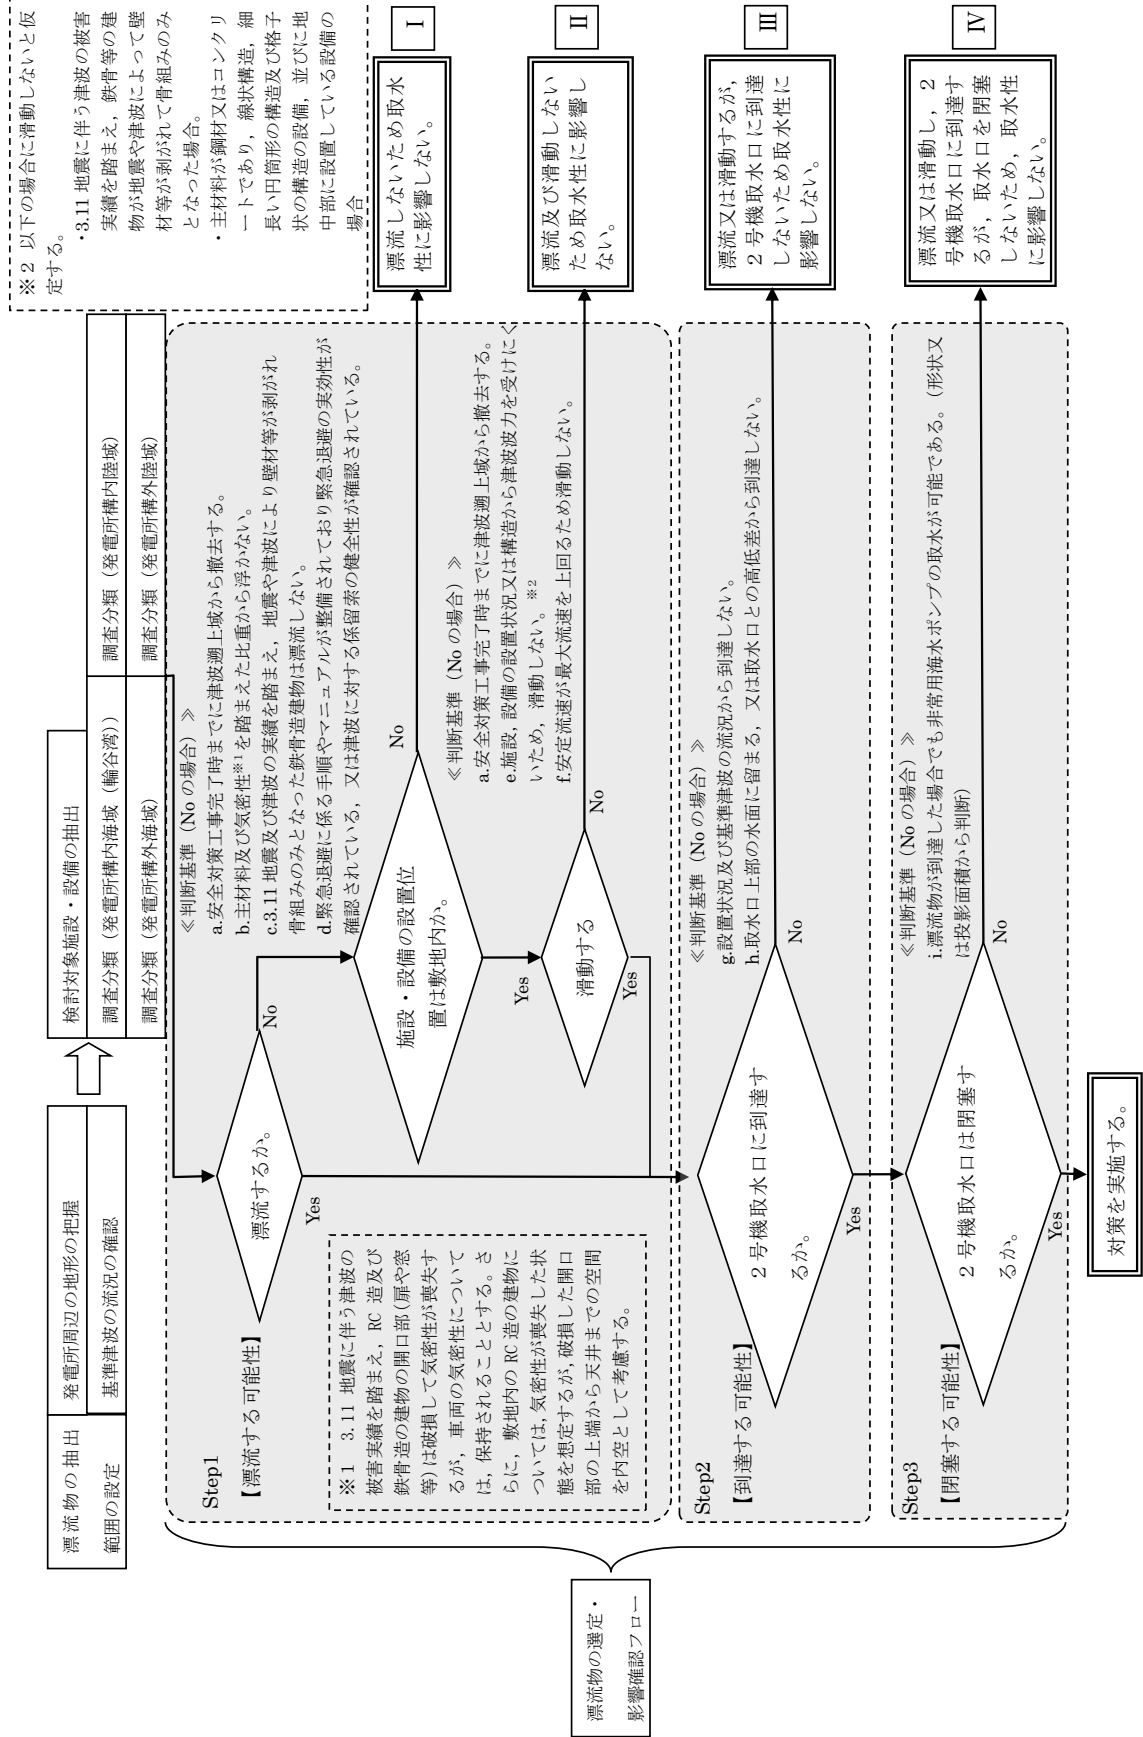 漂流物の抽出
範囲の設定
発電所周辺の地形の把握
基準津波の流況の確認
検討対象施設・設備の抽出
調査分類（発電所構内海域（輪谷湾））
調査分類（発電所構内陸域）
調査分類（発電所構外海域）
調査分類（発電所構外陸域）
漂流物の選定・
影響確認フロー
Step1
【漂流する可能性】
漂流するか。
No
Yes
≪判断基準（Noの場合）≫
a.安全対策工事完了時までに津波遡上域から撤去する。
b.主材料及び気密性※1を踏まえた比重から浮かない。
c.3.11 地震及び津波の実績を踏まえ，地震や津波により壁材等が剥がれ
骨組みのみとなった鉄骨造建物は漂流しない。
d.緊急退避に係る手順やマニュアルが整備されており緊急退避の実効性が
確認されている，又は津波に対する係留索の健全性が確認されている。
施設・設備の設置位
置は敷地内か。
No
Yes
≪判断基準（Noの場合）≫
a.安全対策工事完了時までに津波遡上域から撤去する。
e.施設，設備の設置状況又は構造から津波波力を受けにく
いため，滑動しない。※2
f.安定流速が最大流速を上回るため滑動しない。
滑動する
No
Yes
※1 3.11 地震に伴う津波の
被害実績を踏まえ，RC 造及び
鉄骨造の建物の開口部（扉や窓
等）は破損して気密性が喪失す
るが，車両の気密性について
は，保持されることとする。さ
らに，敷地内のRC 造の建物に
ついては，気密性が喪失した状
態を想定するが，破損した開口
部の上端から天井までの空間
を内空として考慮する。
※2 以下の場合に滑動しないと仮
定する。
・3.11 地震に伴う津波の被害
実績を踏まえ，鉄骨等の建
物が地震や津波によって壁
材等が剥がれて骨組みのみ
となった場合。
・主材料が鋼材又はコンクリ
ートであり，線状構造，細
長い円筒形の構造及び格子
状の構造の設備，並びに地
中部に設置している設備の
場合
漂流しないため取水
性に影響しない。
Ⅰ
漂流及び滑動しない
ため取水性に影響し
ない。
Ⅱ
Step2
【到達する可能性】
2 号機取水口に到達す
るか。
No
Yes
≪判断基準（Noの場合）≫
g.設置状況及び基準津波の流況から到達しない。
h.取水口上部の水面に留まる，又は取水口との高低差から到達しない。
漂流又は滑動するが，
2 号機取水口に到達
しないため取水性に
影響しない。
Ⅲ
Step3
【閉塞する可能性】
2 号機取水口は閉塞す
るか。
No
Yes
≪判断基準（Noの場合）≫
i.漂流物が到達した場合でも非常用海水ポンプの取水が可能である。（形状又
は投影面積から判断）
漂流又は滑動し，2
号機取水口に到達す
るが，取水口を閉塞
しないため，取水性
に影響しない。
Ⅳ
対策を実施する。